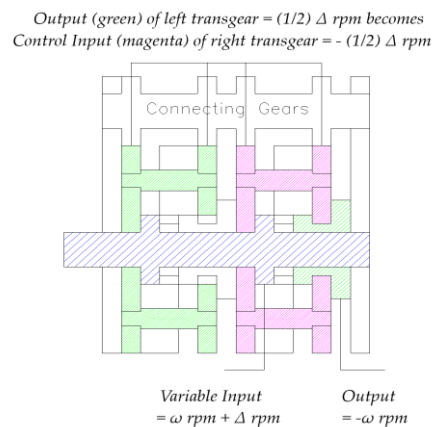 Output (green) of left transgear = (1/2) Δ rpm becomes
Control Input (magenta) of right transgear = - (1/2) Δ rpm
Connecting Gears
Variable Input
= ω rpm + Δ rpm
Output
= -ω rpm